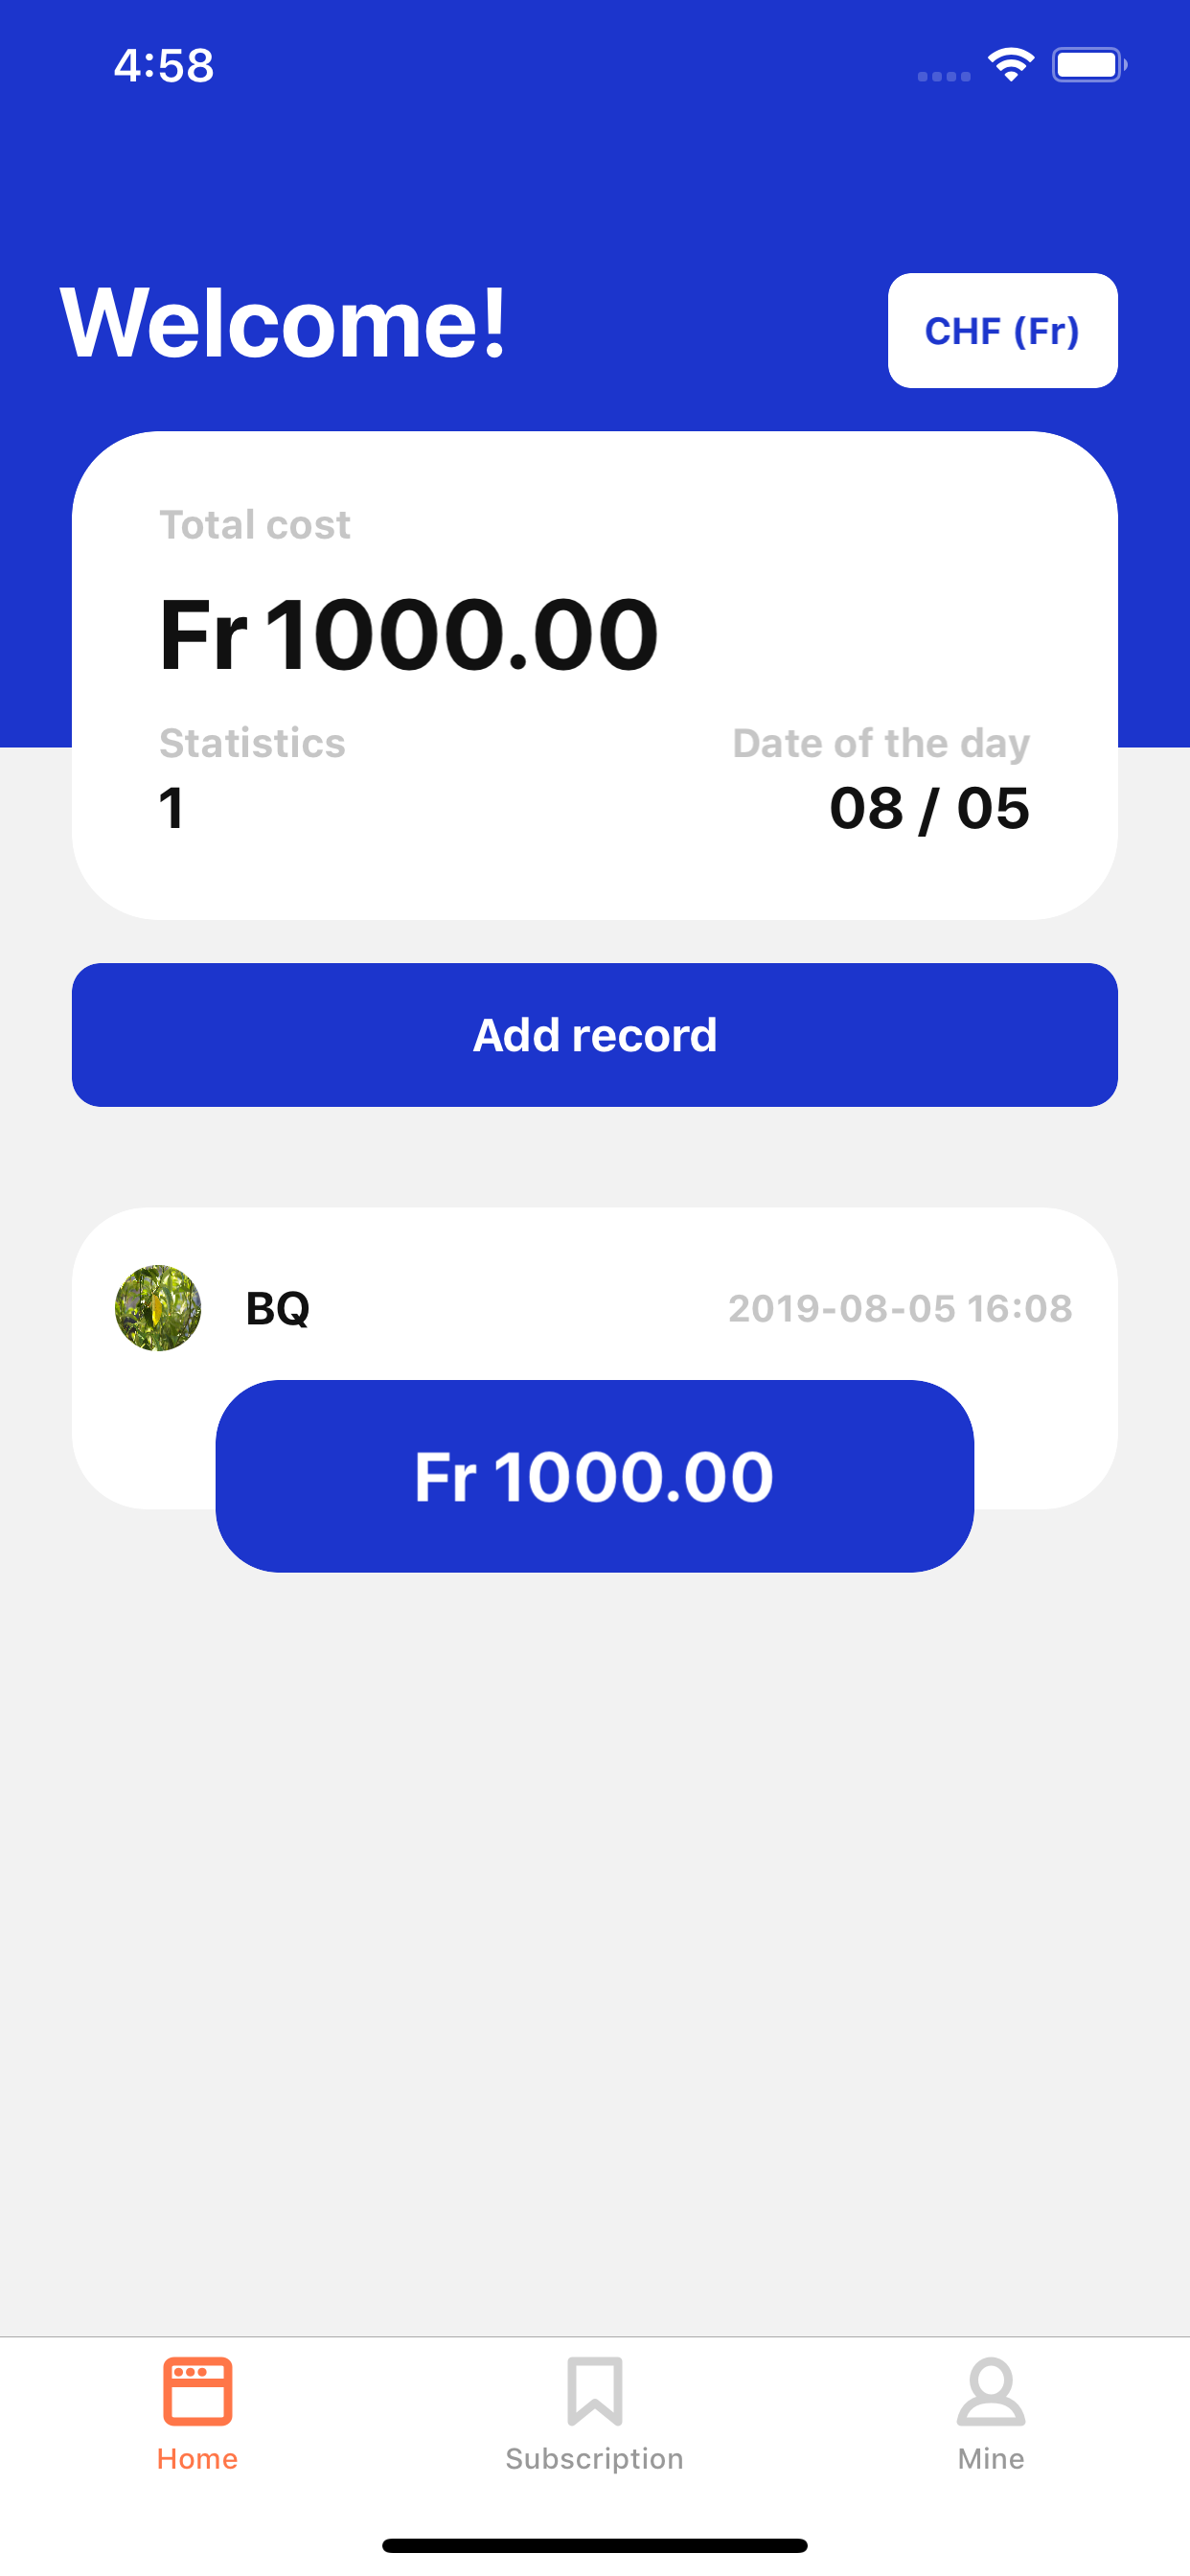 4:58
Welcome!
CHF (Fr)
Total cost
Fr 1000.00
Statistics
Date of the day
1
08 / 05
Add record
BQ
2019-08-05 16:08
Fr 1000.00
Home
Subscription
Mine